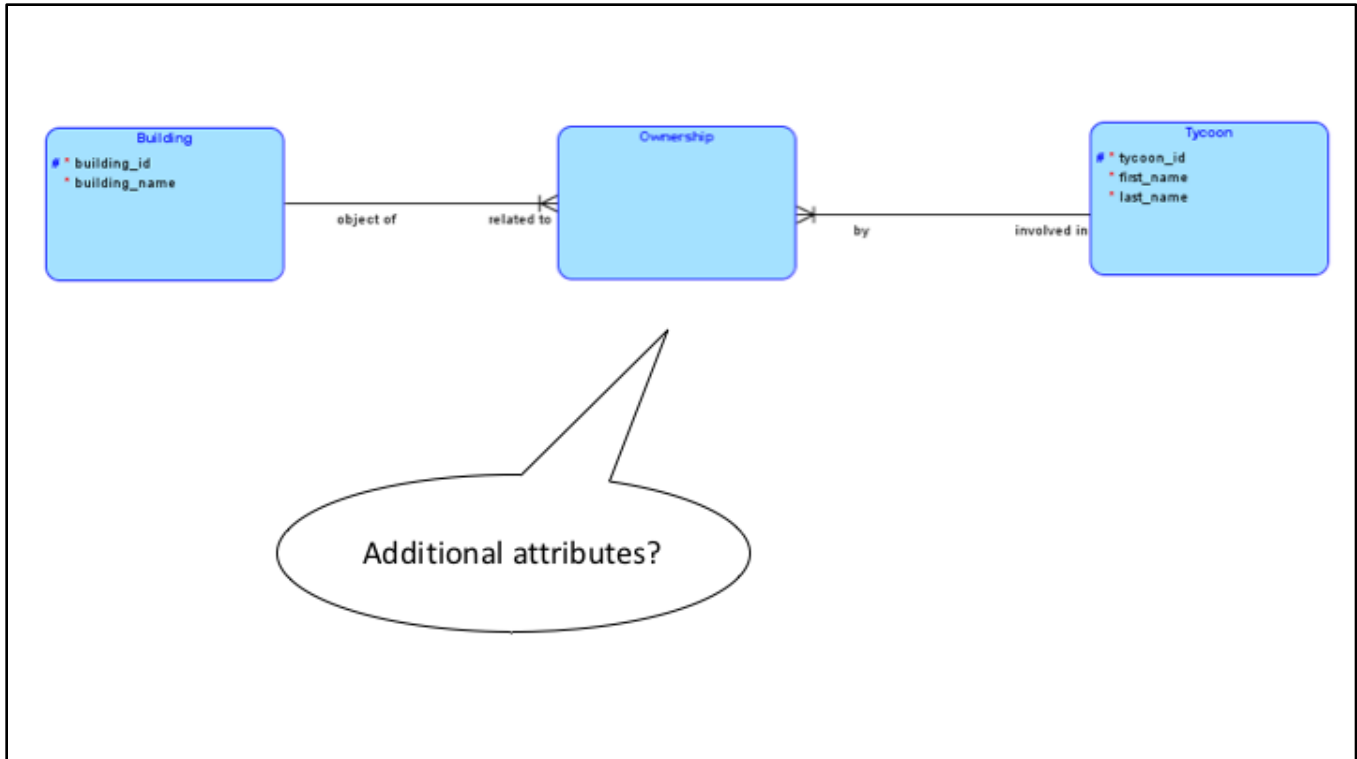 Building
# * building_id
* building_name
object of
related to
Ownership
by
involved in
Tycoon
# * tycoon_id
* first_name
* last_name
Additional attributes?